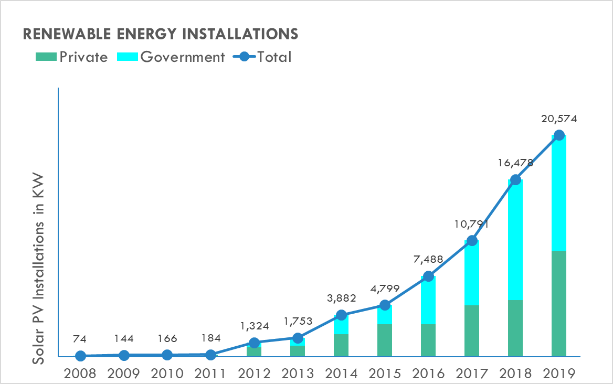 RENEWABLE ENERGY INSTALLATIONS
Private Government Total
Solar PV Installations in KW
74 144 166 184 1,324 1,753 3,882 4,799 7,488 10,791 16,478 20,574
2008 2009 2010 2011 2012 2013 2014 2015 2016 2017 2018 2019